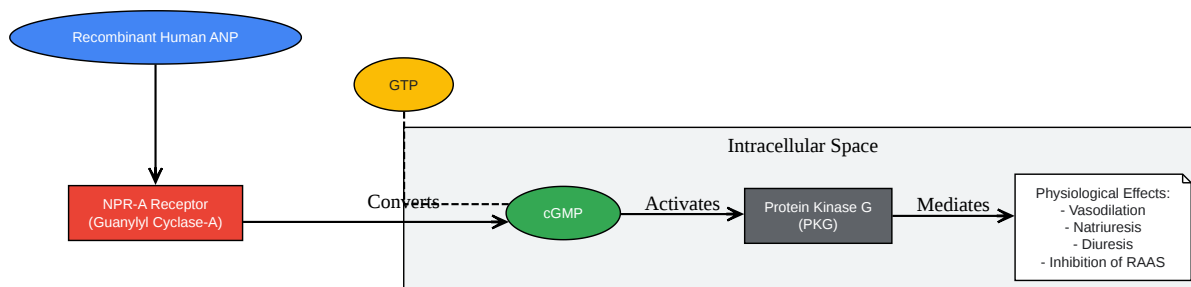 Recombinant Human ANP
GTP
Intracellular Space
NPR-A Receptor
(Guanylyl Cyclase-A)
Converts
cGMP
Activates
Protein Kinase G
(PKG)
Mediates
Physiological Effects:
- Vasodilation
- Natriuresis
- Diuresis
- Inhibition of RAAS